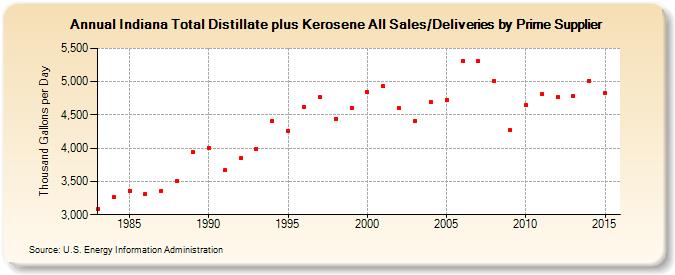 Annual Indiana Total Distillate plus Kerosene All Sales/Deliveries by Prime Supplier
Thousand Gallons per Day
5,500
5,000
4,500
4,000
3,500
3,000
1985 1990 1995 2000 2005 2010 2015
Source: U.S. Energy Information Administration